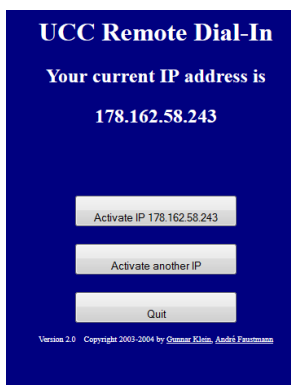 UCC Remote Dial-In
Your current IP address is
178.162.58.243
Activate IP 178.162.58.243
Activate another IP
Quit
Version 2.0 Copyright 2003-2004 by Gunnar Klein, André Faustmann